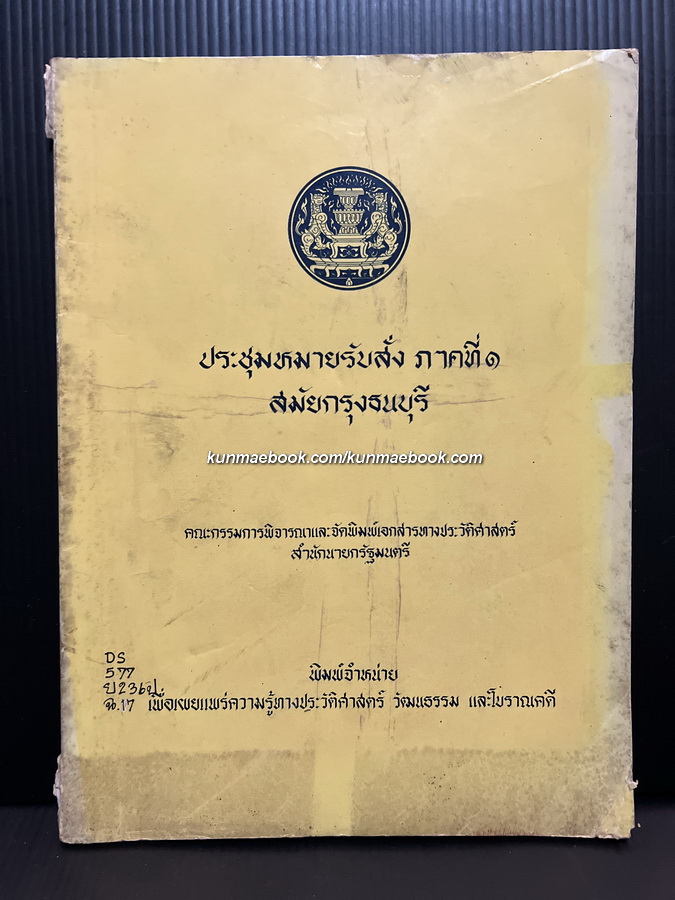 ประชุมหมายรับสั่ง ภาคที่ ๑
สมัยกรุงธนบุรี
kunmaebook.com/kunmaebook.com
คณะกรรมการพิจารณาและจัดพิมพ์เอกสารทางประวัติศาสตร์
สำนักนายกรัฐมนตรี
DS
577
ฉ.17
พิมพ์จำหน่าย
เพื่อเผยแพร่ความรู้ทางประวัติศาสตร์ วัฒนธรรม และโบราณคดี